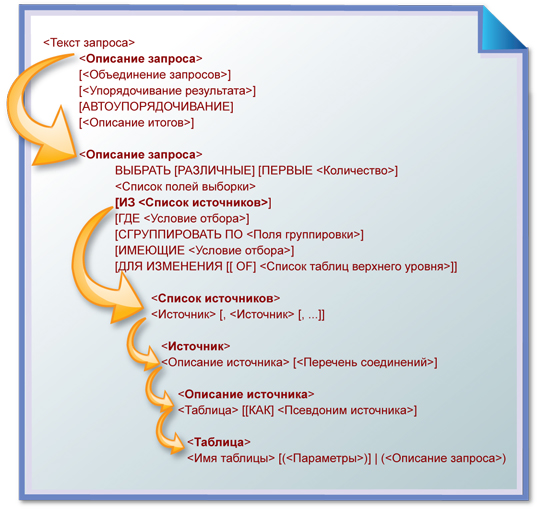 <Текст запроса>
<Описание запроса>
[<Объединение запросов>]
[<Упорядочивание результата>]
[АВТОУПОРЯДОЧИВАНИЕ]
[<Описание итогов>]
<Описание запроса>
ВЫБРАТЬ [РАЗЛИЧНЫЕ] [ПЕРВЫЕ <Количество>]
<Список полей выборки>
[ИЗ <Список источников>]
[ГДЕ <Условие отбора>]
[СГРУППИРОВАТЬ ПО <Поля группировки>]
[ИМЕЮЩИЕ <Условие отбора>]
[ДЛЯ ИЗМЕНЕНИЯ [[ OF] <Список таблиц верхнего уровня>]]
<Список источников>
<Источник> [, <Источник> [, ...]]
<Источник>
<Описание источника> [<Перечень соединений>]
<Описание источника>
<Таблица> [[КАК] <Псевдоним источника>]
<Таблица>
<Имя таблицы> [(<Параметры>)] | (<Описание запроса>)